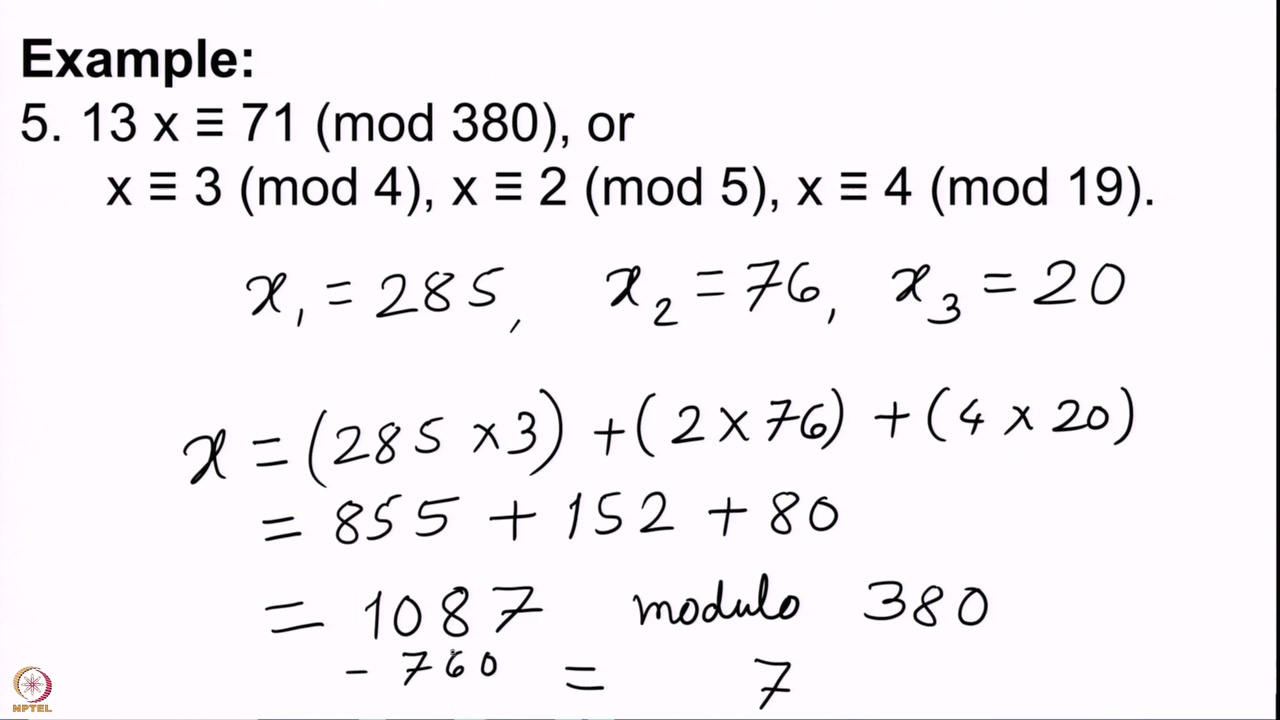 Example:
5. 13 x ≡ 71 (mod 380), or
x ≡ 3 (mod 4), x ≡ 2 (mod 5), x ≡ 4 (mod 19).
x₁ = 285, x₂ = 76, x₃ = 20
x = (285 × 3) + (2 × 76) + (4 × 20)
= 855 + 152 + 80
= 1087 modulo 380
- 760 = 7
NPTEL